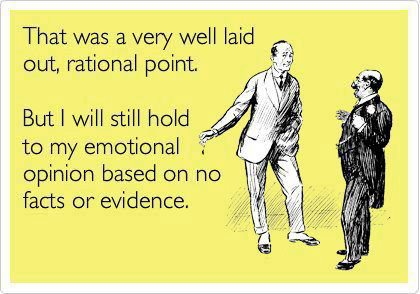 That was a very well laid
out, rational point.
But I will still hold
to my emotional
opinion based on no
facts or evidence.